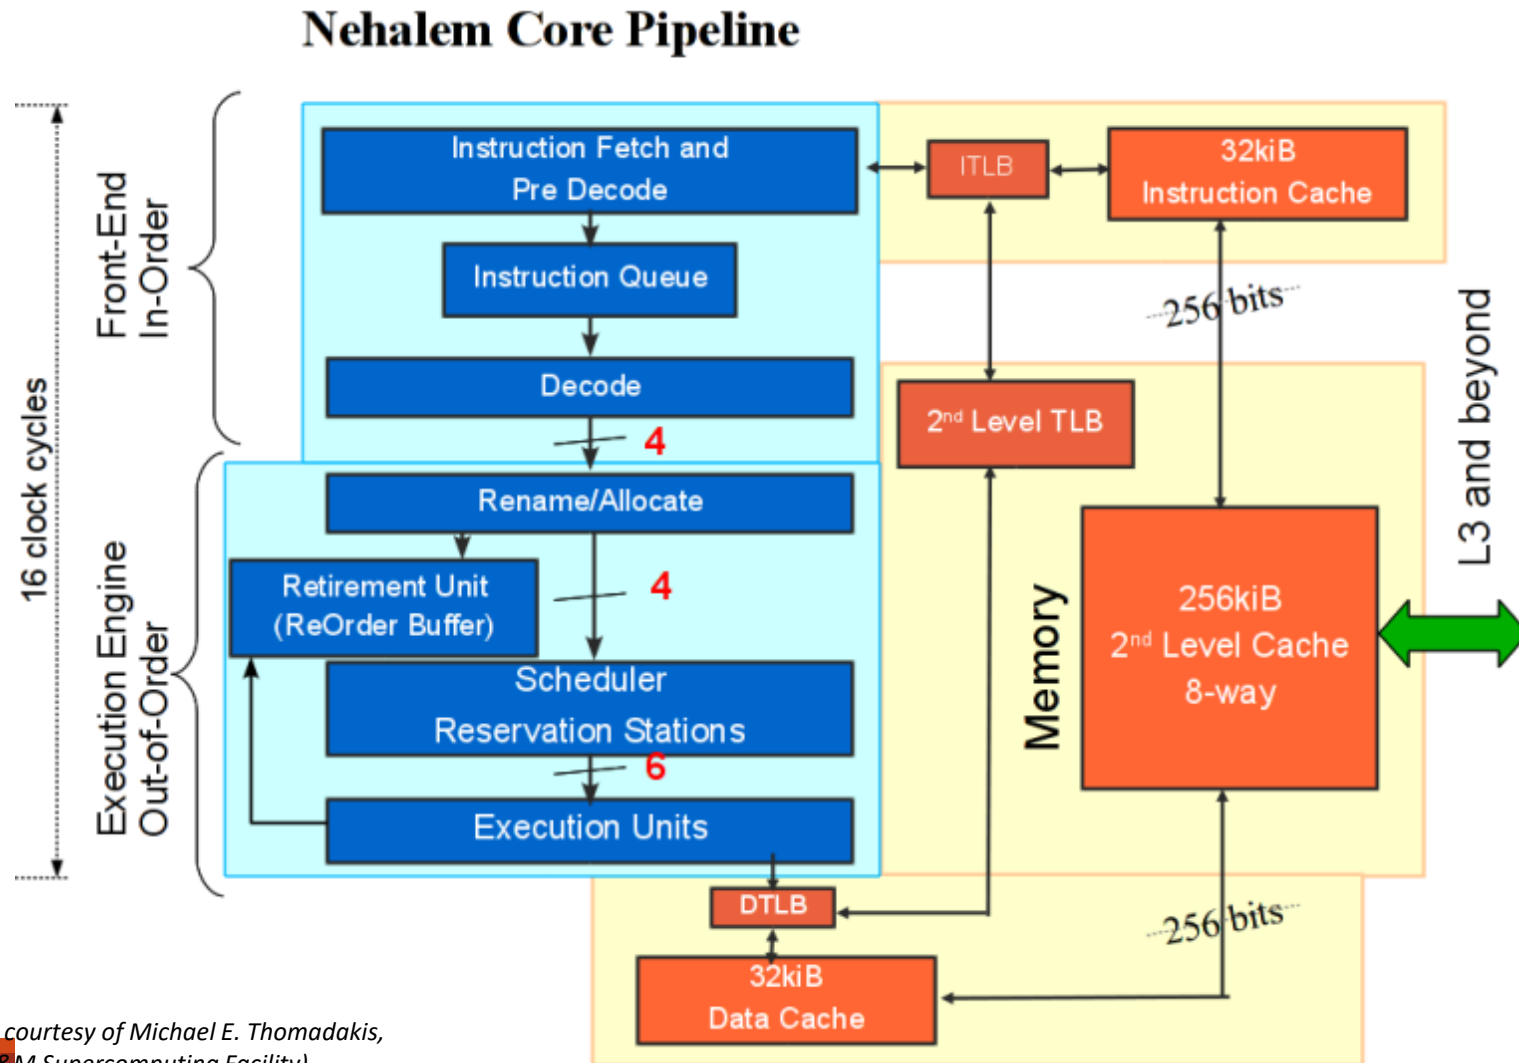 Nehalem Core Pipeline
16 clock cycles
Front-End
In-Order
Execution Engine
Out-of-Order
Instruction Fetch and
Pre Decode
Instruction Queue
Decode
4
Rename/Allocate
4
Retirement Unit
(ReOrder Buffer)
Scheduler
Reservation Stations
6
Execution Units
ITLB
32kiB
Instruction Cache
256 bits
2nd Level TLB
Memory
256kiB
2nd Level Cache
8-way
L3 and beyond
256 bits
DTLB
32kiB
Data Cache
courtesy of Michael E. Thomadakis,
&M Supercomputing Facility)